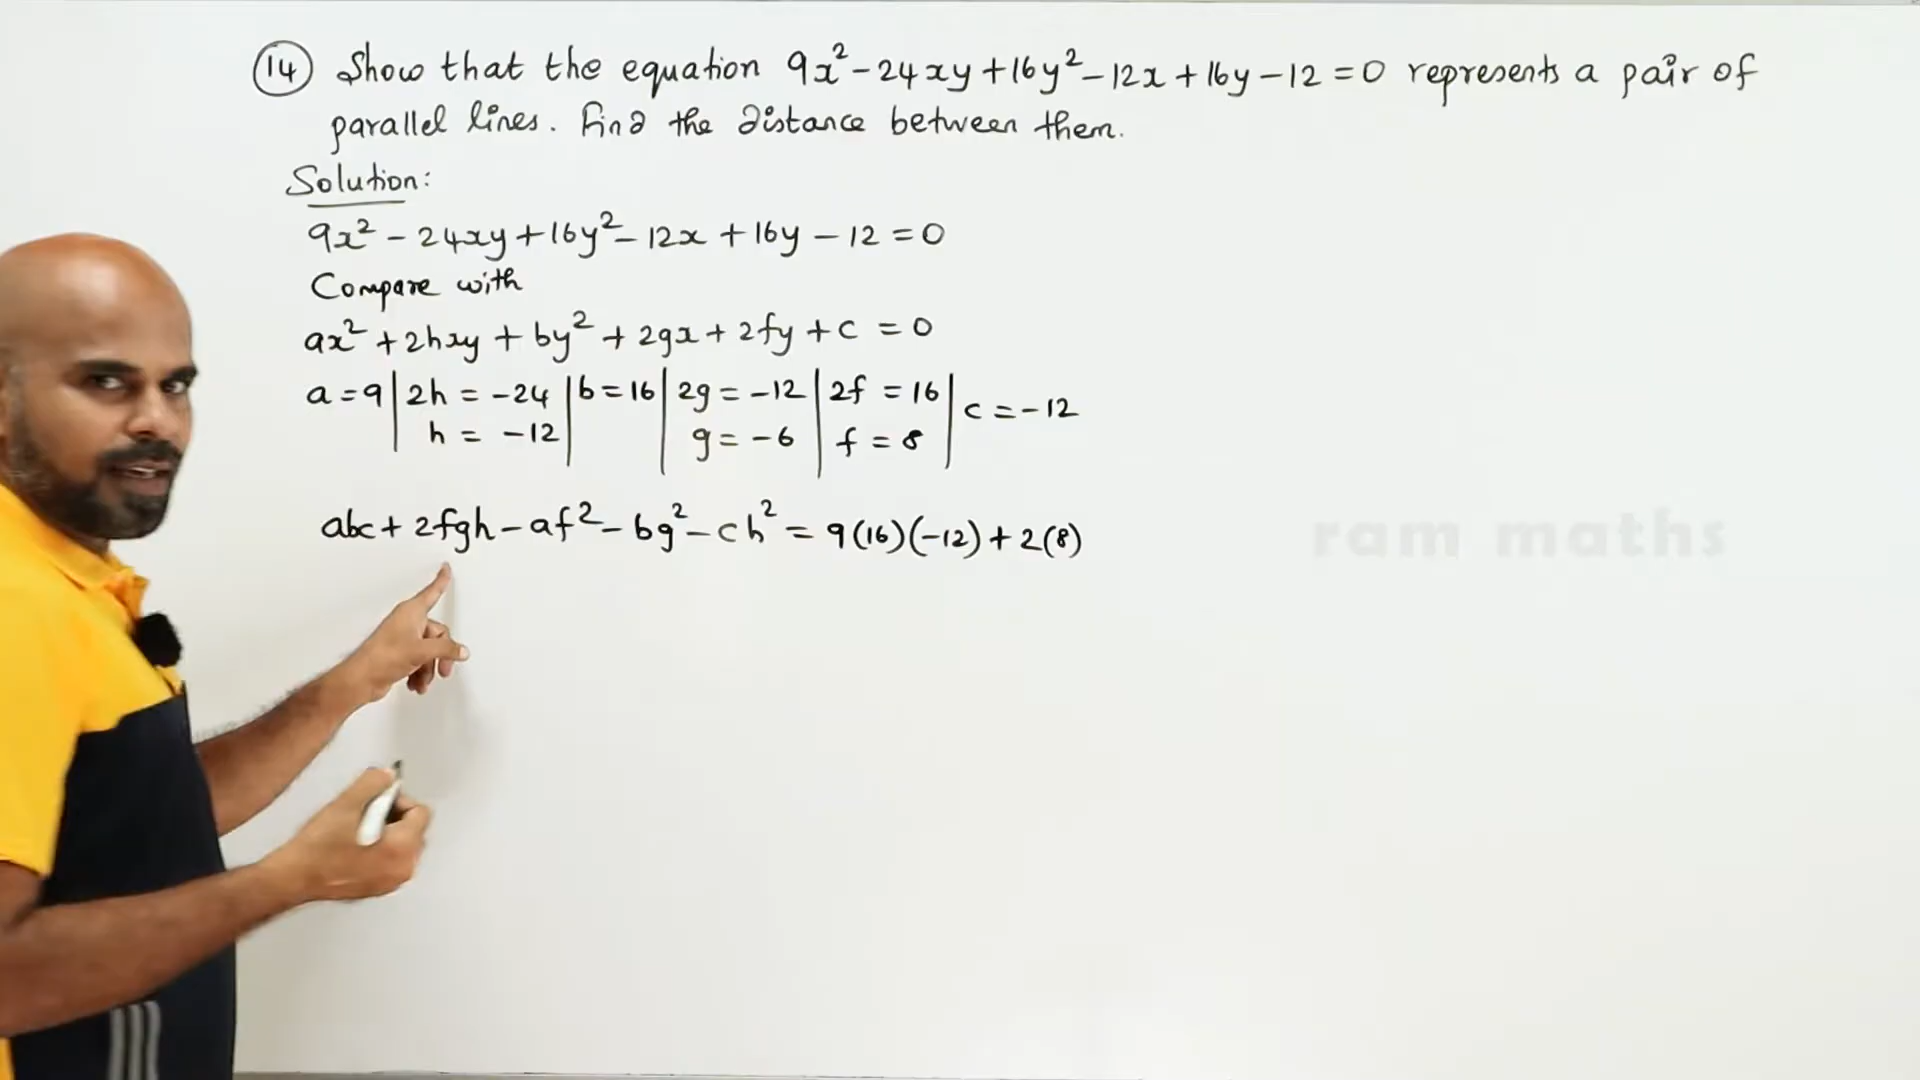 14 Show that the equation 9x² - 24xy + 16y² - 12x + 16y - 12 = 0 represents a pair of
parallel lines. Find the distance between them.
Solution:
9x² - 24xy + 16y² - 12x + 16y - 12 = 0
Compare with
ax² + 2hxy + by² + 2gx + 2fy + c = 0
a = 9 | 2h = -24 | b = 16 | 2g = -12 | 2f = 16 | c = -12
h = -12 | g = -6 | f = 8
abc + 2fgh - af² - bg² - ch² = 9(16)(-12) + 2(8)
ram maths